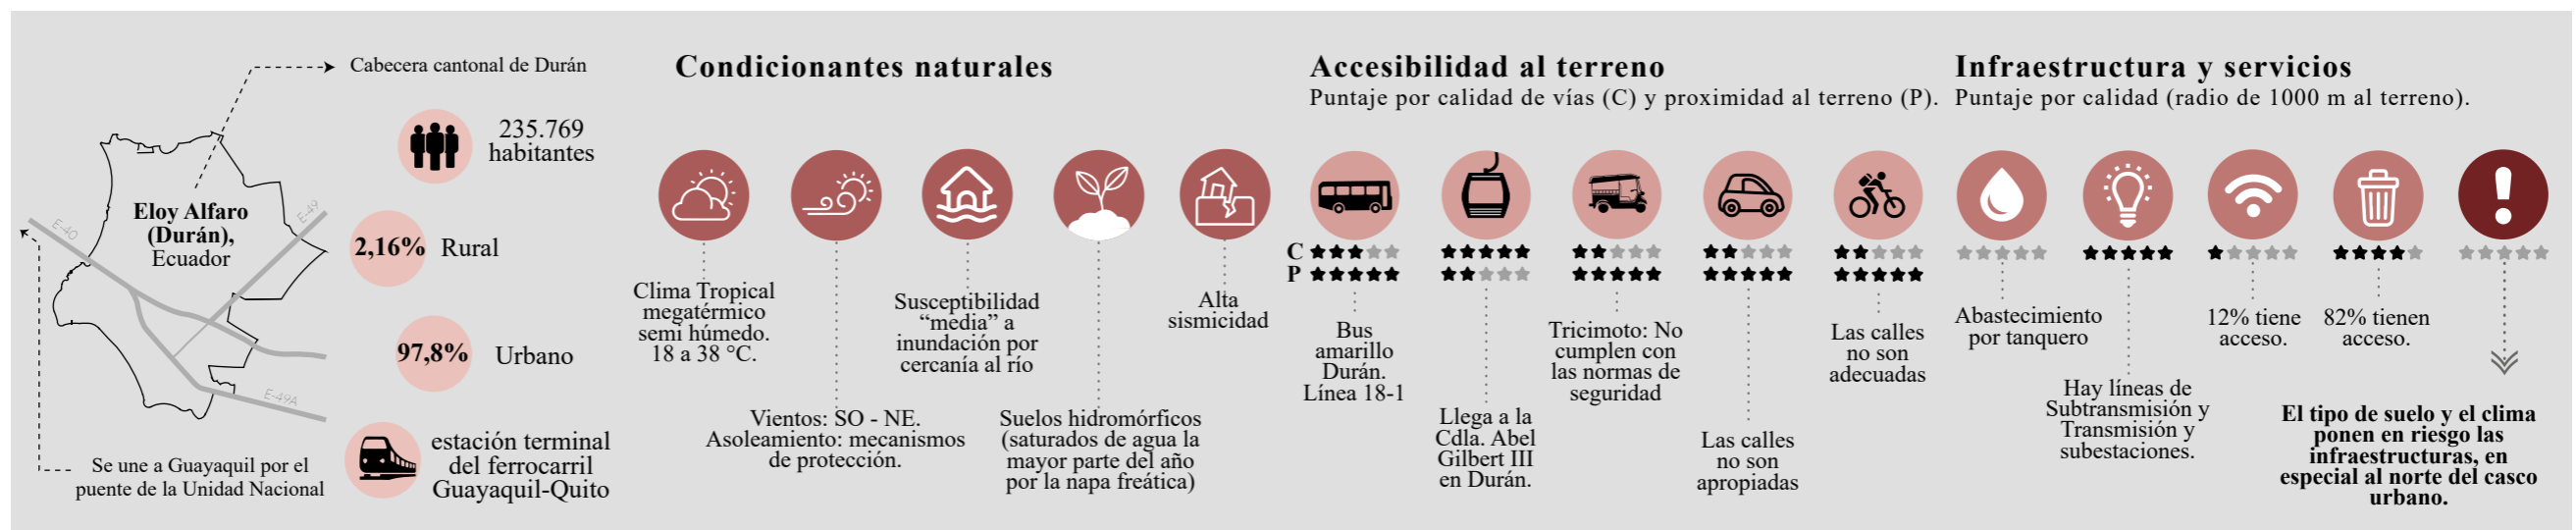 Cabecera cantonal de Durán
235.769
habitantes
Eloy Alfaro
(Durán),
Ecuador
E-40
E-49
E-49A
2,16% Rural
97,8% Urbano
estación terminal
del ferrocarril
Guayaquil-Quito
Se une a Guayaquil por el
puente de la Unidad Nacional
Condicionantes naturales
Clima Tropical
megatérmico
semi húmedo.
18 a 38 °C.
Vientos: SO - NE.
Asoleamiento: mecanismos
de protección.
Susceptibilidad
“media” a
inundación por
cercanía al río
Suelos hidromórficos
(saturados de agua la
mayor parte del año
por la napa freática)
Alta
sismicidad
Accesibilidad al terreno
Puntaje por calidad de vías (C) y proximidad al terreno (P).
C
P
Bus
amarillo
Durán.
Línea 18-1
Llega a la
Cdla. Abel
Gilbert III
en Durán.
Tricimoto: No
cumplen con
las normas de
seguridad
Las calles
no son
apropiadas
Las calles
no son
adecuadas
Infraestructura y servicios
Puntaje por calidad (radio de 1000 m al terreno).
Abastecimiento
por tanquero
Hay líneas de
Subtransmisión y
Transmisión y
subestaciones.
12% tiene
acceso.
82% tienen
acceso.
El tipo de suelo y el clima
ponen en riesgo las
infraestructuras, en
especial al norte del casco
urbano.